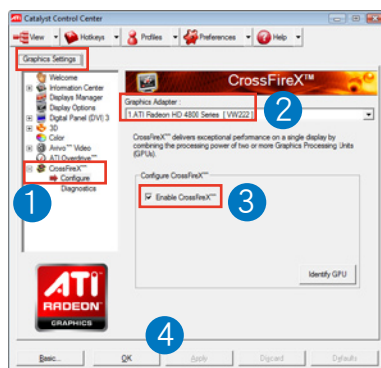 Catalyst Control Center
View Hotkeys Profiles Preferences Help
Graphics Settings
Welcome
Information Center
Displays Manager
Display Options
Digital Panel (DVI) 3
3D
Color
Avivo™ Video
ATI Overdrive™
CrossFireX™
Configure
Diagnostics
1
CrossFireX™
Graphics Adapter :
1.ATI Radeon HD 4800 Series [ VW222 ]
2
CrossFireX™ delivers exceptional performance on a single display by
combining the processing power of two or more Graphics Processing Units
(GPUs).
Configure CrossFireX™
Enable CrossFireX™
3
Identify GPU
ATI
RADEON
GRAPHICS
4
Basic... OK Apply Discard Defaults